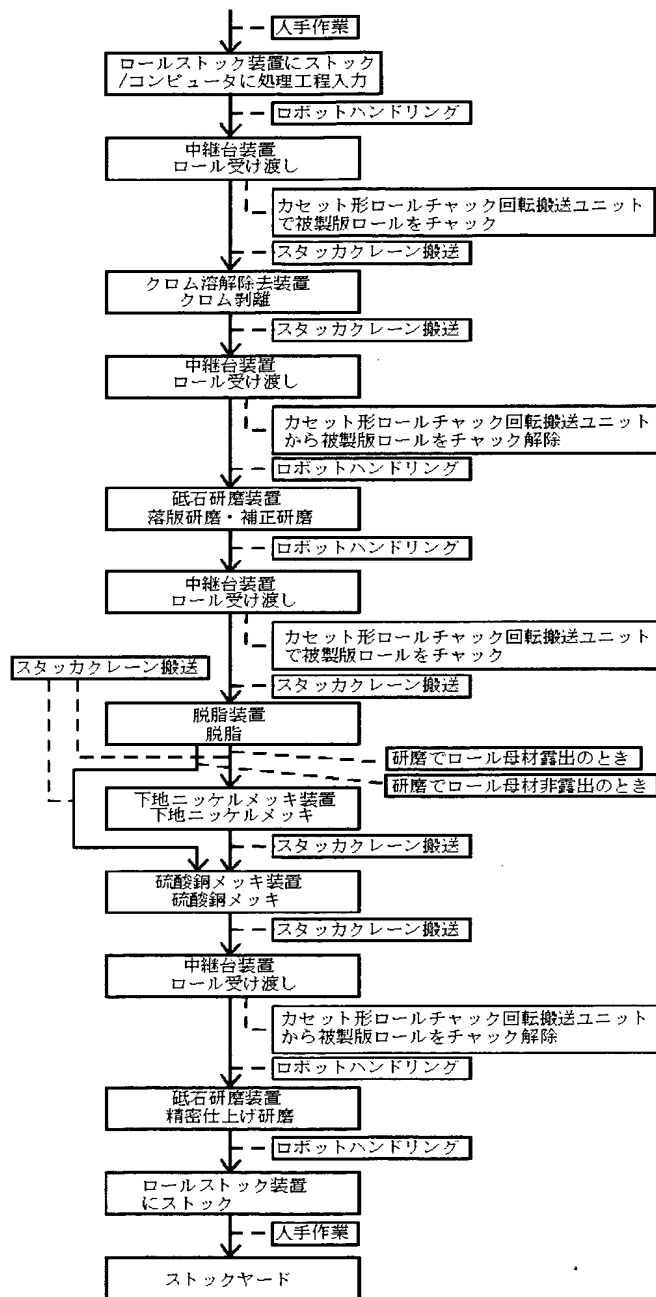 人手作業
ロールストック装置にストック
/コンピュータに処理工程入力
ロボットハンドリング
中継台装置
ロール受け渡し
カセット形ロールチャック回転搬送ユニット
で被製版ロールをチャック
スタッカクレーン搬送
クロム溶解除去装置
クロム剥離
スタッカクレーン搬送
中継台装置
ロール受け渡し
カセット形ロールチャック回転搬送ユニット
から被製版ロールをチャック解除
ロボットハンドリング
砥石研磨装置
落版研磨・補正研磨
ロボットハンドリング
中継台装置
ロール受け渡し
カセット形ロールチャック回転搬送ユニット
で被製版ロールをチャック
スタッカクレーン搬送
スタッカクレーン搬送
脱脂装置
脱脂
研磨でロール母材露出のとき
研磨でロール母材非露出のとき
下地ニッケルメッキ装置
下地ニッケルメッキ
スタッカクレーン搬送
硫酸銅メッキ装置
硫酸銅メッキ
スタッカクレーン搬送
中継台装置
ロール受け渡し
カセット形ロールチャック回転搬送ユニット
から被製版ロールをチャック解除
ロボットハンドリング
砥石研磨装置
精密仕上げ研磨
ロボットハンドリング
ロールストック装置
にストック
人手作業
ストックヤード